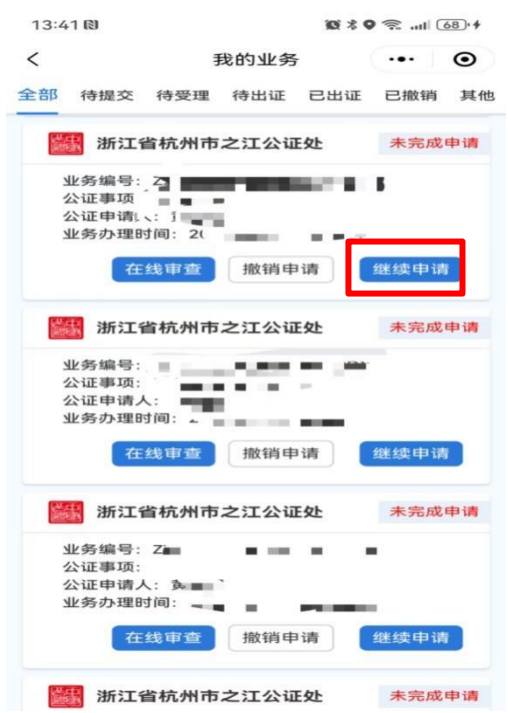 13:41
68
我的业务
全部 待提交 待受理 待出证 已出证 已撤销 其他
浙江省杭州市之江公证处 未完成申请
业务编号:
公证事项
公证申请人:
业务办理时间: 20
在线审查 撤销申请 继续申请
浙江省杭州市之江公证处 未完成申请
业务编号:
公证事项:
公证申请人:
业务办理时间:
在线审查 撤销申请 继续申请
浙江省杭州市之江公证处 未完成申请
业务编号:
公证事项:
公证申请人:
业务办理时间:
在线审查 撤销申请 继续申请
浙江省杭州市之江公证处 未完成申请